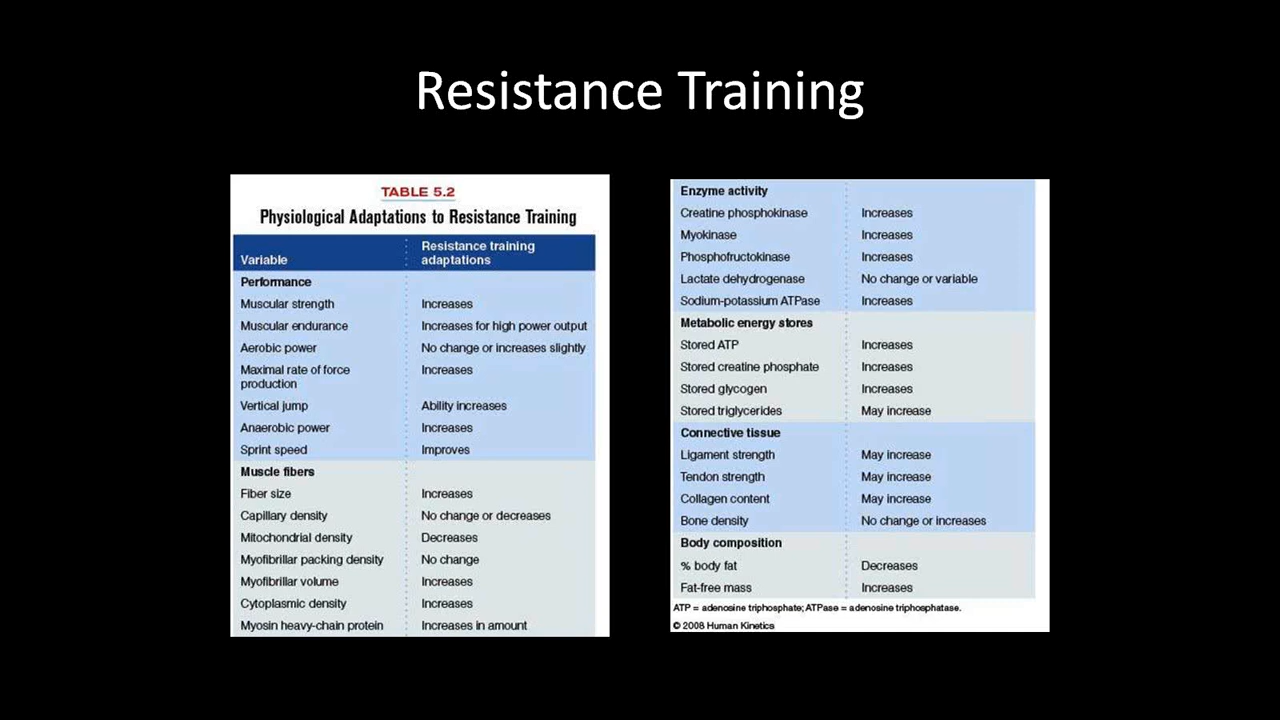 Resistance Training
TABLE 5.2
Physiological Adaptations to Resistance Training
Variable Resistance training adaptations
Performance
Muscular strength Increases
Muscular endurance Increases for high power output
Aerobic power No change or increases slightly
Maximal rate of force production Increases
Vertical jump Ability increases
Anaerobic power Increases
Sprint speed Improves
Muscle fibers
Fiber size Increases
Capillary density No change or decreases
Mitochondrial density Decreases
Myofibrillar packing density No change
Myofibrillar volume Increases
Cytoplasmic density Increases
Myosin heavy-chain protein Increases in amount
Enzyme activity
Creatine phosphokinase Increases
Myokinase Increases
Phosphofructokinase Increases
Lactate dehydrogenase No change or variable
Sodium-potassium ATPase Increases
Metabolic energy stores
Stored ATP Increases
Stored creatine phosphate Increases
Stored glycogen Increases
Stored triglycerides May increase
Connective tissue
Ligament strength May increase
Tendon strength May increase
Collagen content May increase
Bone density No change or increases
Body composition
% body fat Decreases
Fat-free mass Increases
ATP = adenosine triphosphate; ATPase = adenosine triphosphatase.
© 2008 Human Kinetics